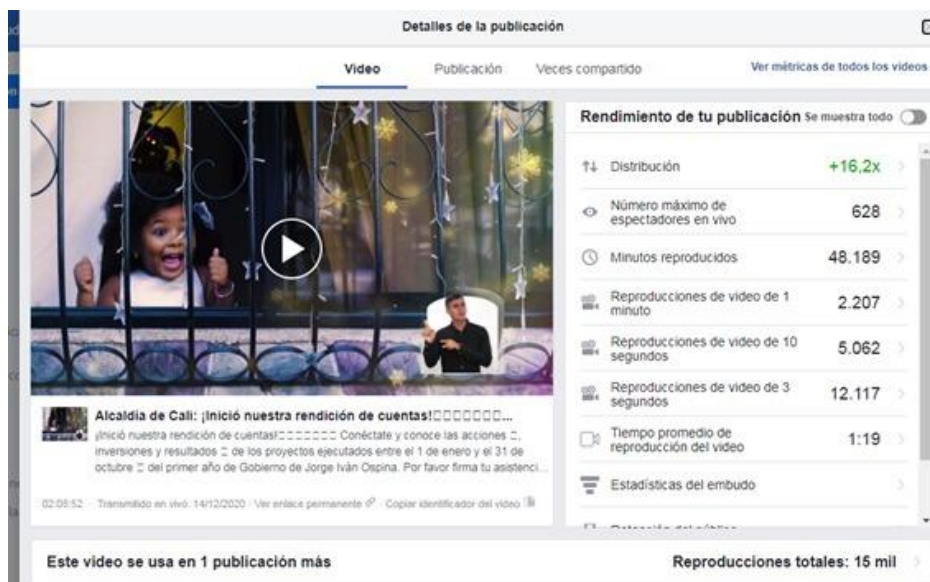 Detalles de la publicación
Video
Publicación
Veces compartido
Ver métricas de todos los videos
Rendimiento de tu publicación
Se muestra todo
Distribución
+16,2x
Número máximo de
espectadores en vivo
628
Minutos reproducidos
48.189
Reproducciones de video de 1
minuto
2.207
Reproducciones de video de 10
segundos
5.062
Reproducciones de video de 3
segundos
12.117
Tiempo promedio de
reproducción del video
1:19
Estadísticas del embudo
Alcaldía de Cali: ¡Inició nuestra rendición de cuentas!▯▯▯▯▯▯▯...
¡Inició nuestra rendición de cuentas!▯▯▯▯▯▯▯ Conéctate y conoce las acciones ▯,
inversiones y resultados ▯ de los proyectos ejecutados entre el 1 de enero y el 31 de
octubre ▯ del primer año de Gobierno de Jorge Iván Ospina. Por favor firma tu asistenci...
02:08:52 · Transmitido en vivo: 14/12/2020 · Ver enlace permanente · Copiar identificador del video
Este video se usa en 1 publicación más
Reproducciones totales: 15 mil